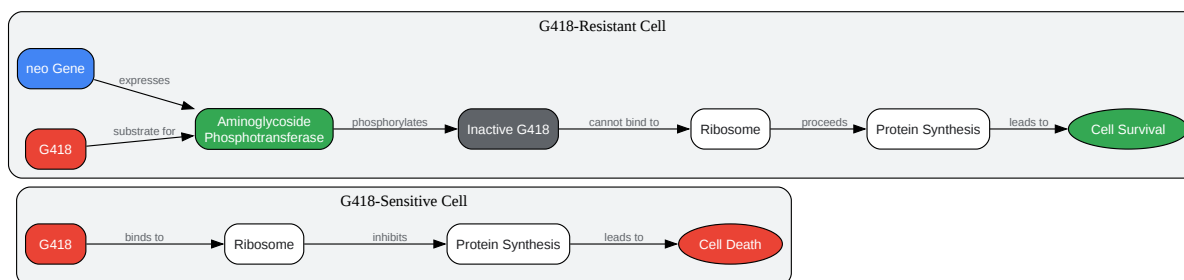 G418-Resistant Cell
neo Gene
expresses
G418
substrate for
Aminoglycoside
Phosphotransferase
phosphorylates
Inactive G418
cannot bind to
Ribosome
proceeds
Protein Synthesis
leads to
Cell Survival
G418-Sensitive Cell
G418
binds to
Ribosome
inhibits
Protein Synthesis
leads to
Cell Death